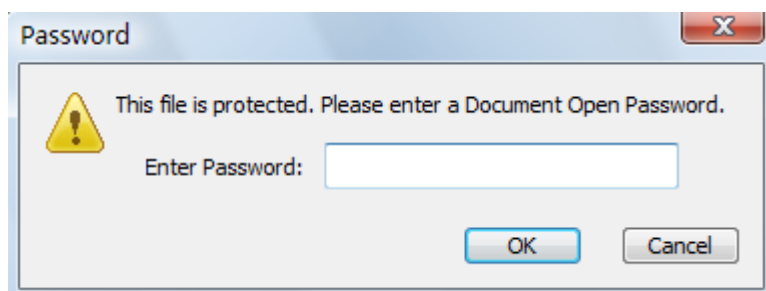 Password
This file is protected. Please enter a Document Open Password.
Enter Password:
OK Cancel